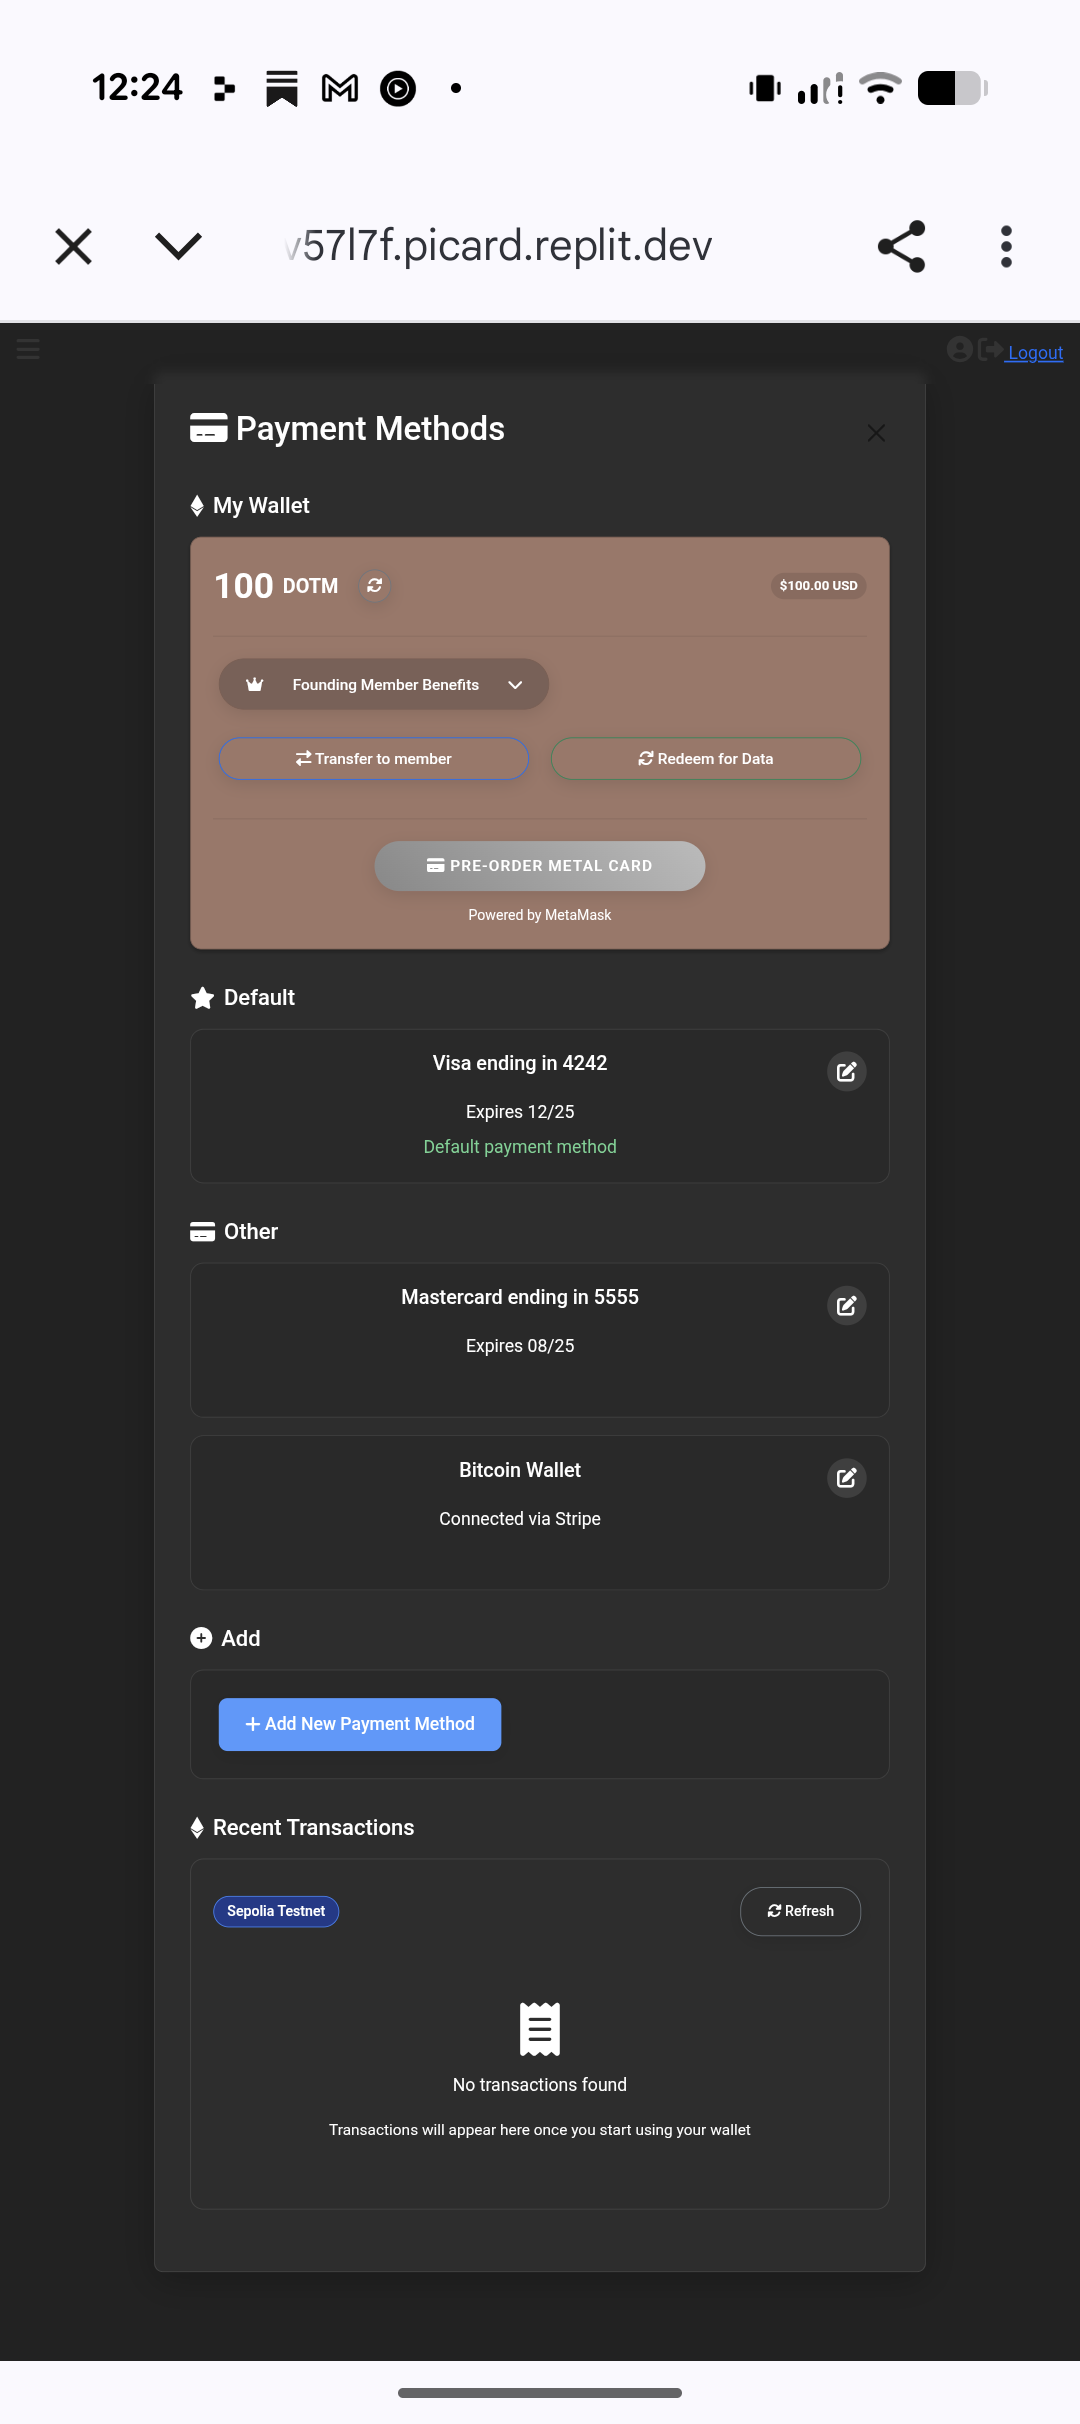 12:24
v57l7f.picard.replit.dev
Logout
Payment Methods
My Wallet
100 DOTM
$100.00 USD
Founding Member Benefits
Transfer to member
Redeem for Data
PRE-ORDER METAL CARD
Powered by MetaMask
Default
Visa ending in 4242
Expires 12/25
Default payment method
Other
Mastercard ending in 5555
Expires 08/25
Bitcoin Wallet
Connected via Stripe
Add
+ Add New Payment Method
Recent Transactions
Sepolia Testnet
Refresh
No transactions found
Transactions will appear here once you start using your wallet